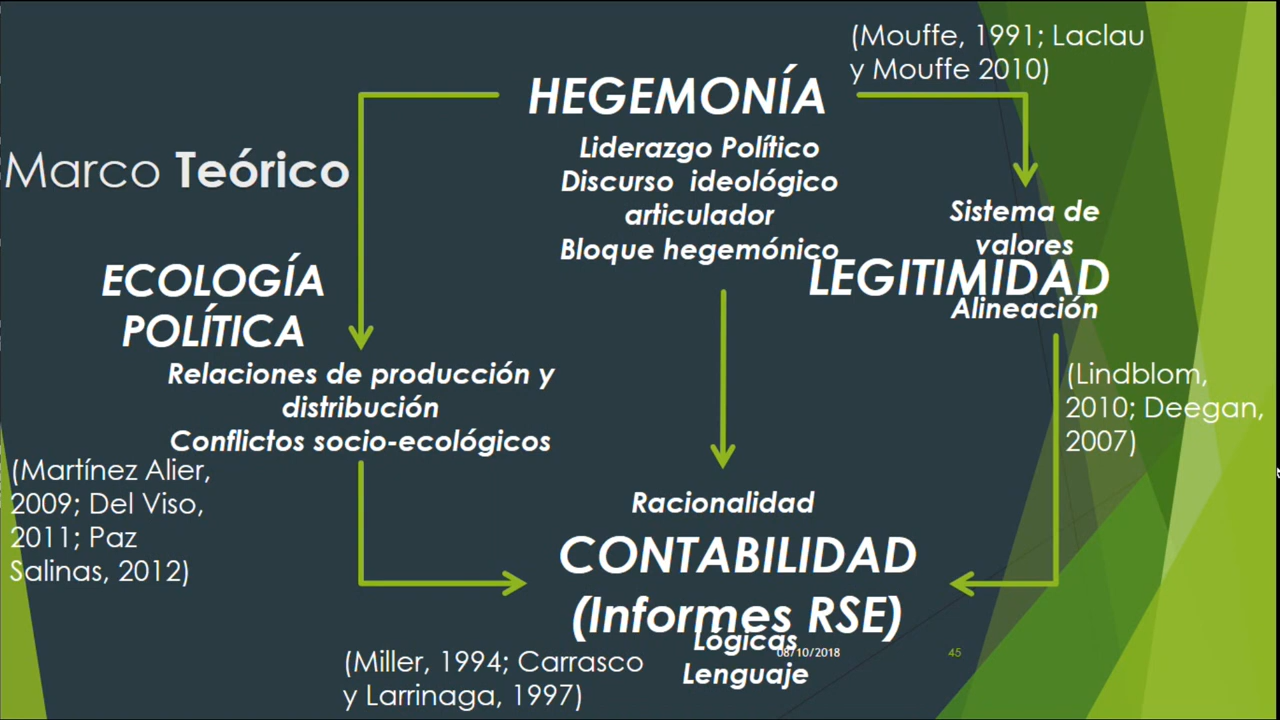 (Mouffe, 1991; Laclau
y Mouffe 2010)
HEGEMONÍA
Liderazgo Político
Discurso ideológico
articulador
Bloque hegemónico
Marco Teórico
Sistema de
valores
LEGITIMIDAD
Alineación
ECOLOGÍA
POLÍTICA
Relaciones de producción y
distribución
Conflictos socio-ecológicos
(Lindblom,
2010; Deegan,
2007)
(Martínez Alier,
2009; Del Viso,
2011; Paz
Salinas, 2012)
Racionalidad
CONTABILIDAD
(Informes RSE)
Lógicas
Lenguaje
08/10/2018
45
(Miller, 1994; Carrasco
y Larrinaga, 1997)